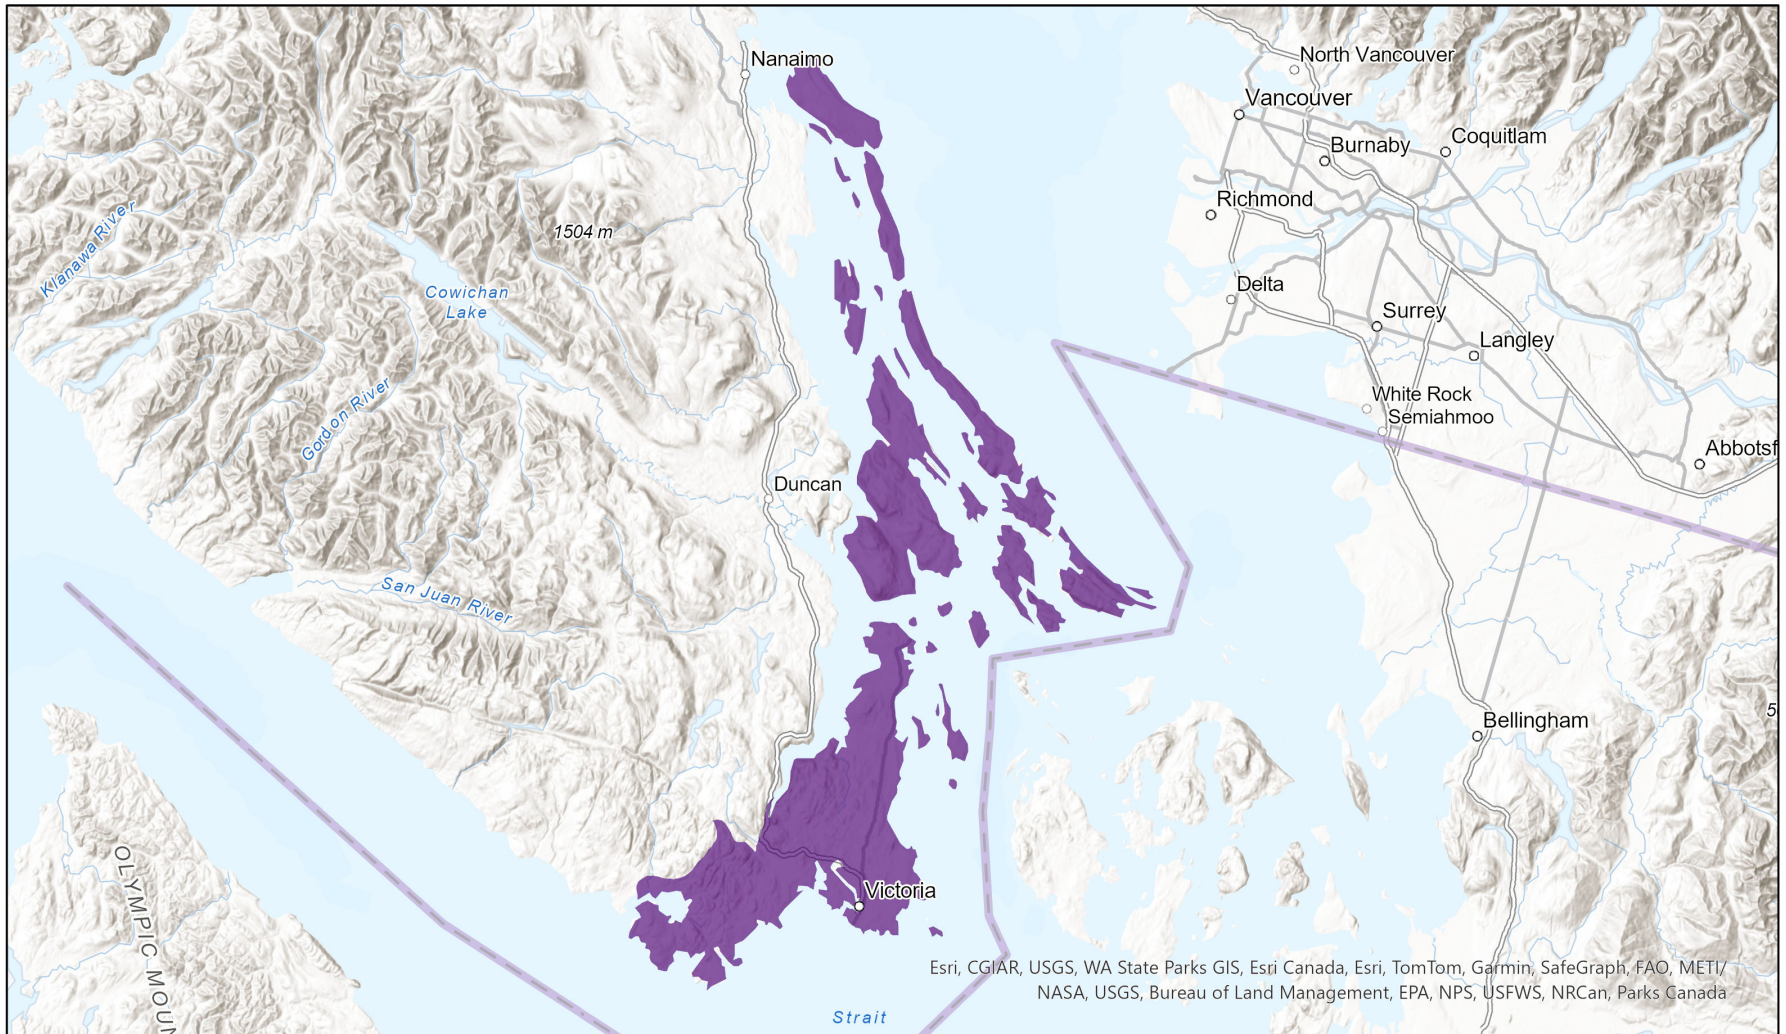 Nanaimo
North Vancouver
Vancouver
Coquitlam
Burnaby
Richmond
Klanawa River
1504 m
Delta
Cowichan
Lake
Surrey
Langley
White Rock
Semiahmoo
Gordon River
Abbotsf
Duncan
San Juan River
5
Bellingham
OLYMPIC MOUN
Victoria
Esri, CGIAR, USGS, WA State Parks GIS, Esri Canada, Esri, TomTom, Garmin, SafeGraph, FAO, METI/
NASA, USGS, Bureau of Land Management, EPA, NPS, USFWS, NRCan, Parks Canada
Strait